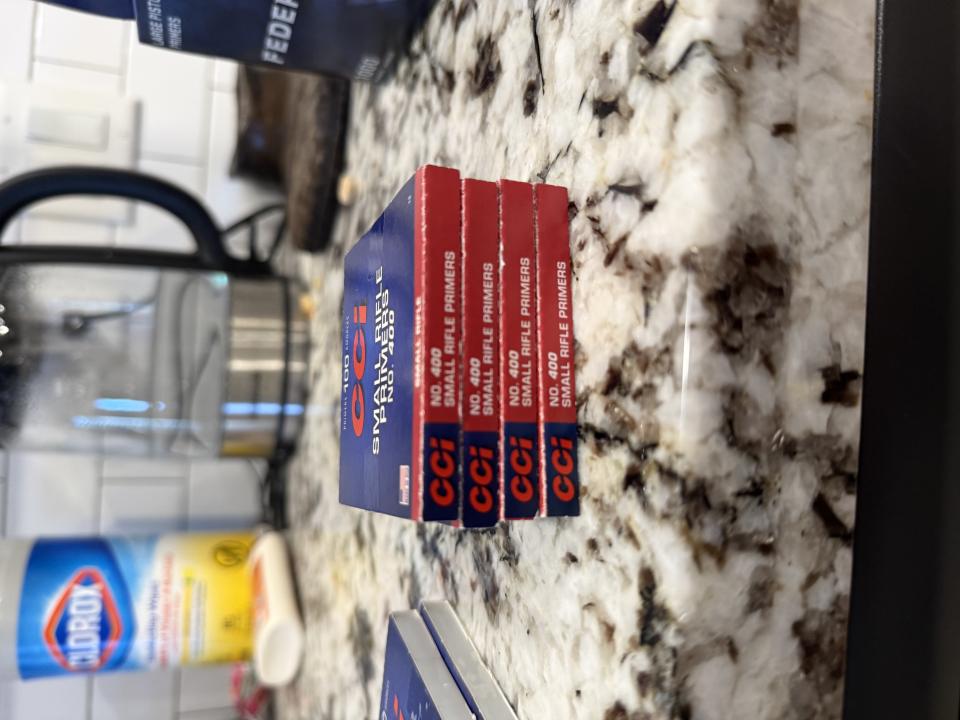 LARGE PISTOL
PRIMERS
FEDER
PRIMERS 100
CCI
SMALL RIFLE
PRIMERS
NO. 400
SMALL RIFLE
CCI NO. 400
SMALL RIFLE PRIMERS
CCI NO. 400
SMALL RIFLE PRIMERS
CCI NO. 400
SMALL RIFLE PRIMERS
CCI NO. 400
SMALL RIFLE PRIMERS
CLOROX